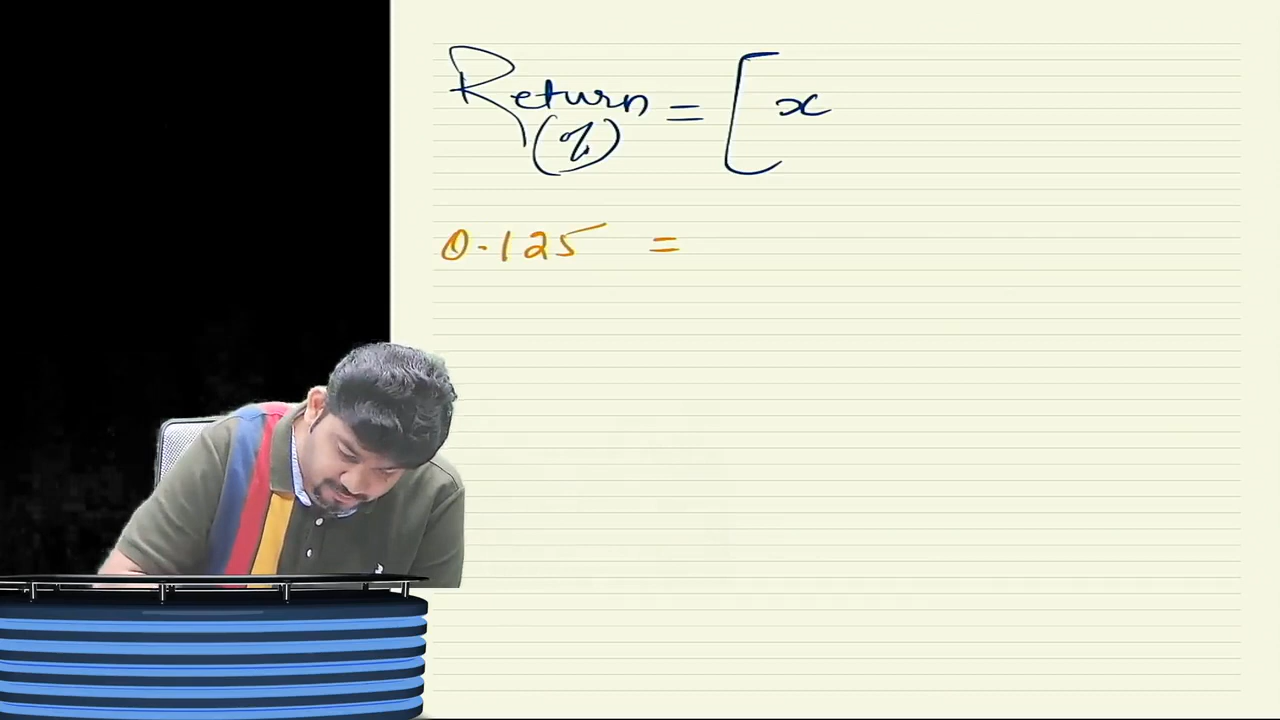 Return (%) = [ x
0.125 =